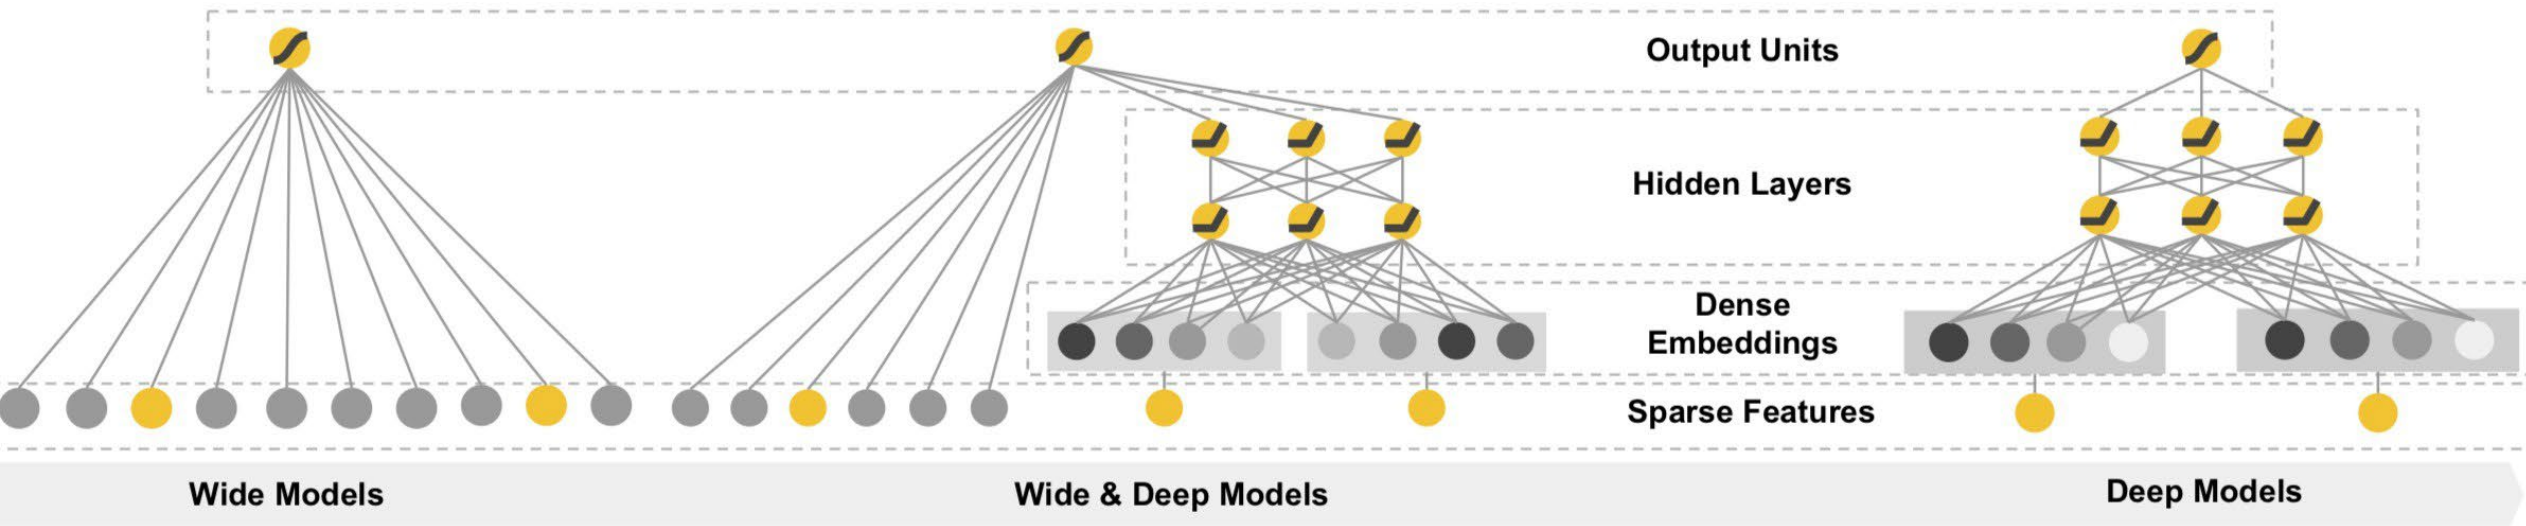 Output Units
Hidden Layers
Dense
Embeddings
Sparse Features
Wide Models
Wide & Deep Models
Deep Models